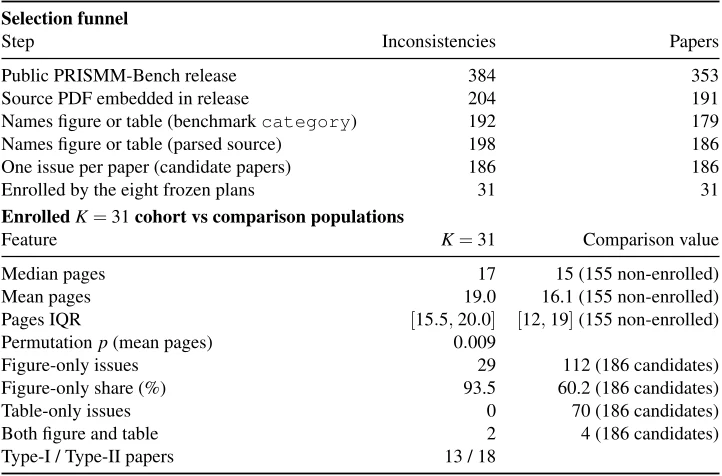 Selection funnel
Step Inconsistencies Papers
Public PRISMM-Bench release 384 353
Source PDF embedded in release 204 191
Names figure or table (benchmark category) 192 179
Names figure or table (parsed source) 198 186
One issue per paper (candidate papers) 186 186
Enrolled by the eight frozen plans 31 31
Enrolled K = 31 cohort vs comparison populations
Feature K = 31 Comparison value
Median pages 17 15 (155 non-enrolled)
Mean pages 19.0 16.1 (155 non-enrolled)
Pages IQR [15.5, 20.0] [12, 19] (155 non-enrolled)
Permutation p (mean pages) 0.009
Figure-only issues 29 112 (186 candidates)
Figure-only share (%) 93.5 60.2 (186 candidates)
Table-only issues 0 70 (186 candidates)
Both figure and table 2 4 (186 candidates)
Type-I / Type-II papers 13 / 18